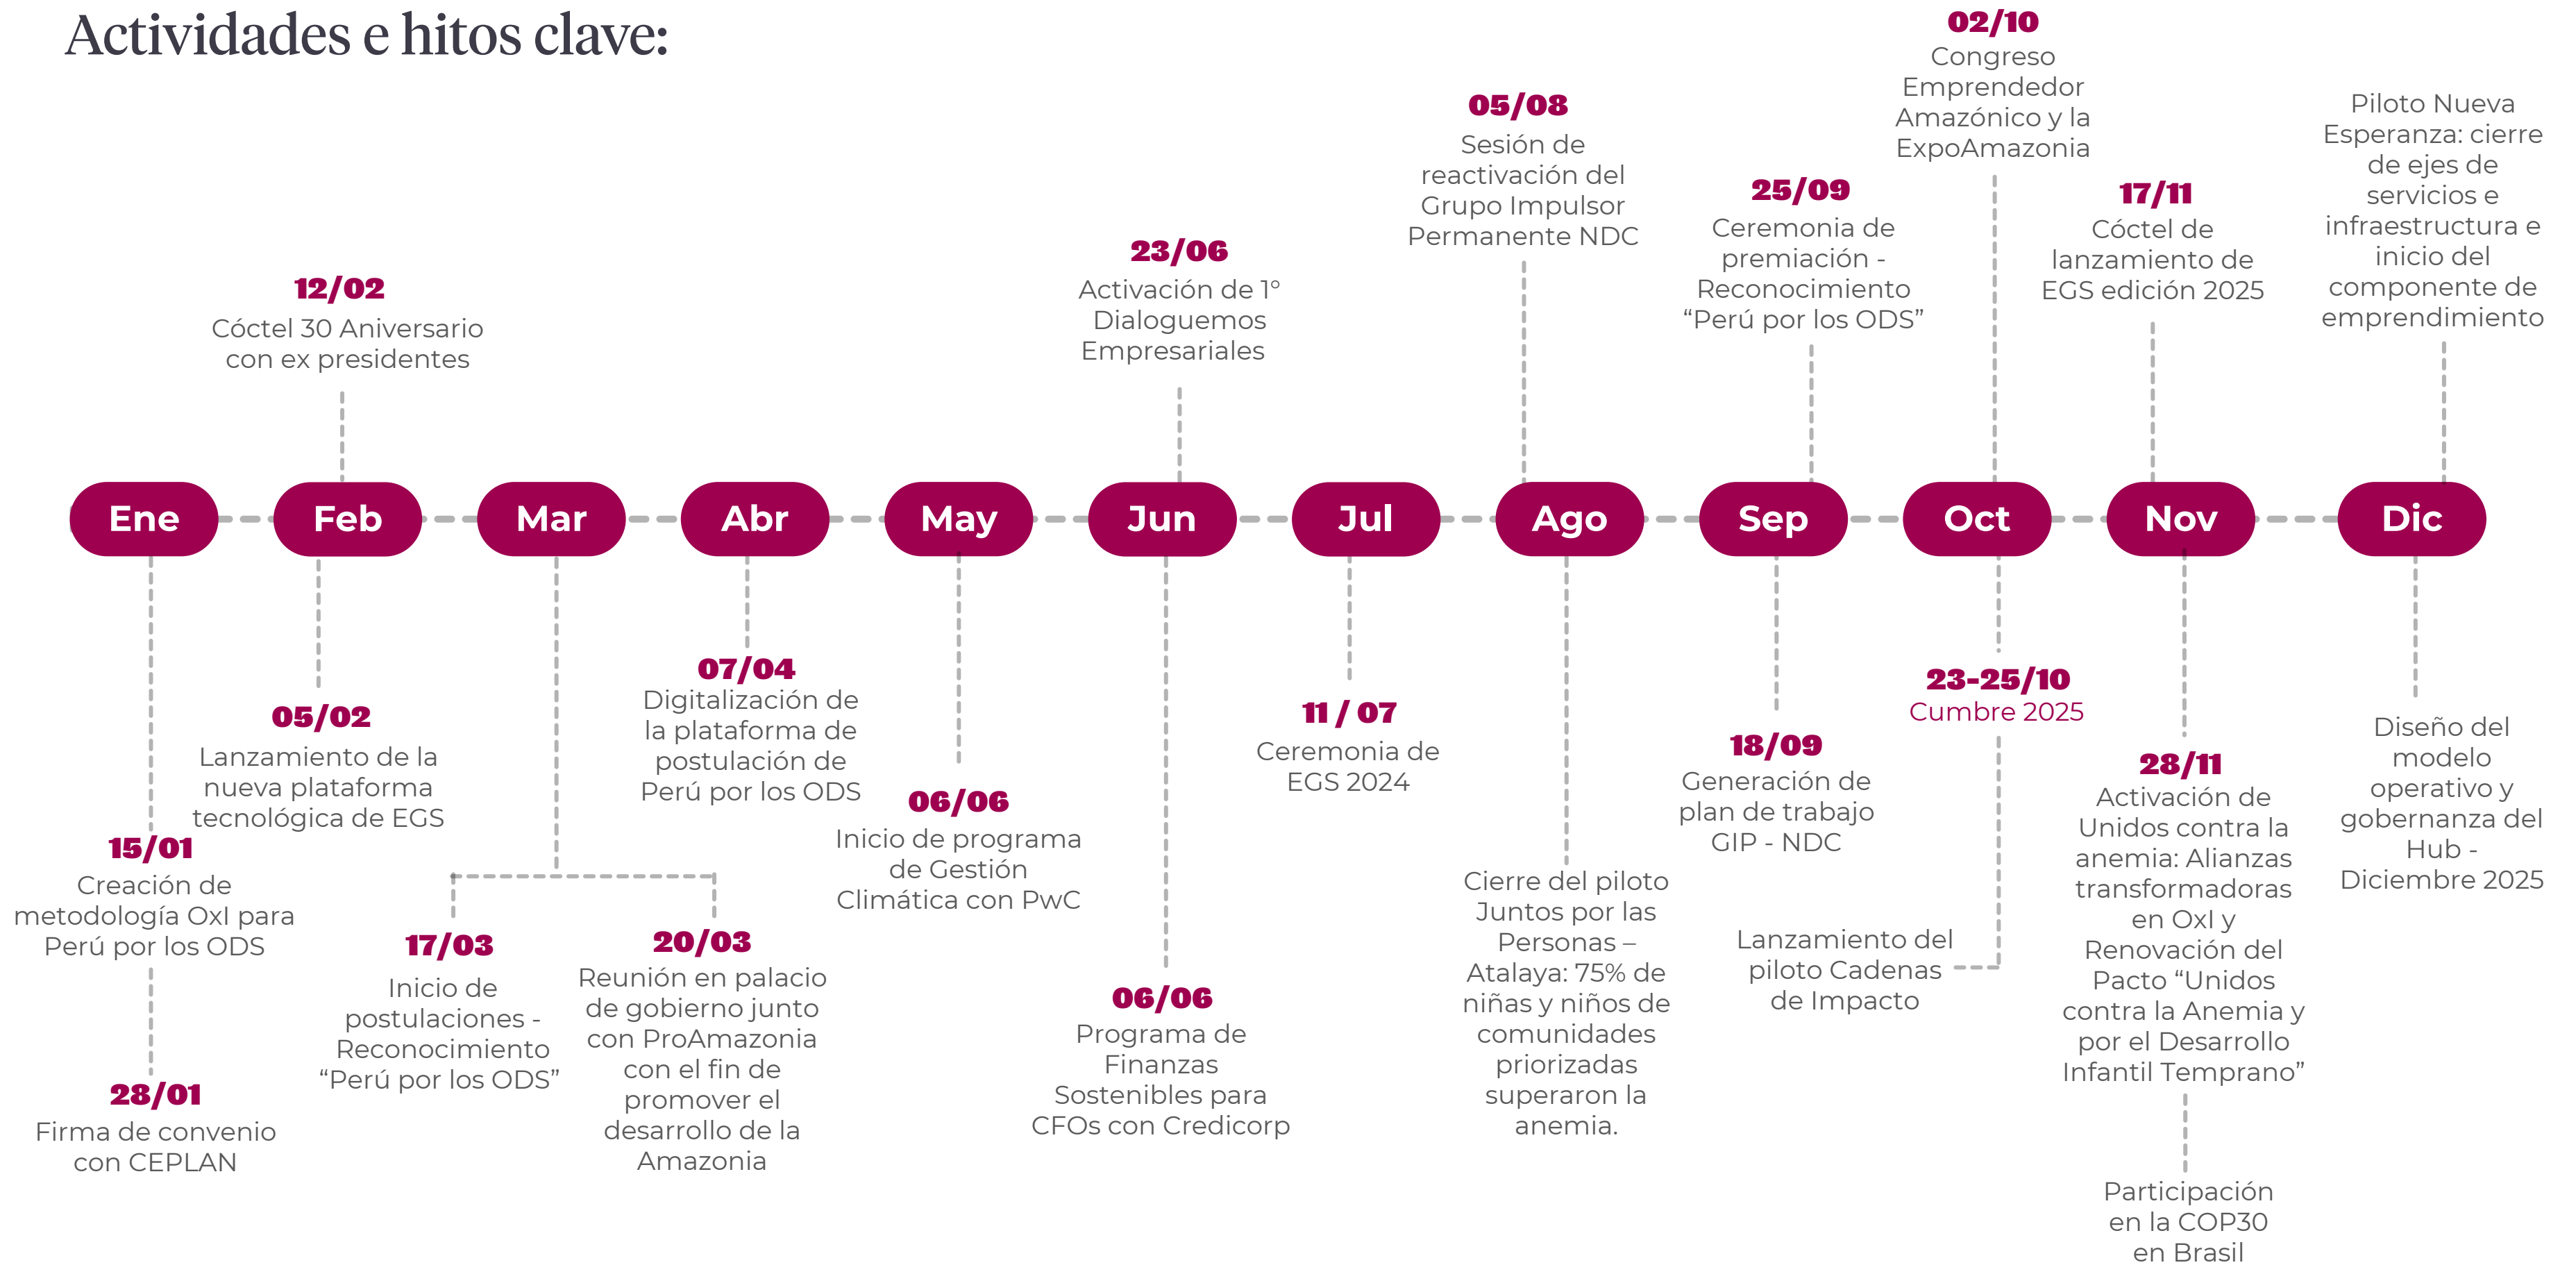 Actividades e hitos clave:
12/02
Cóctel 30 Aniversario
con ex presidentes
23/06
Activación de 1°
Dialoguemos
Empresariales
05/08
Sesión de
reactivación del
Grupo Impulsor
Permanente NDC
25/09
Ceremonia de
premiación -
Reconocimiento
“Perú por los ODS”
02/10
Congreso
Emprendedor
Amazónico y la
ExpoAmazonia
17/11
Cóctel de
lanzamiento de
EGS edición 2025
Piloto Nueva
Esperanza: cierre
de ejes de
servicios e
infraestructura e
inicio del
componente de
emprendimiento
Ene
Feb
Mar
Abr
May
Jun
Jul
Ago
Sep
Oct
Nov
Dic
15/01
Creación de
metodología OxI para
Perú por los ODS
28/01
Firma de convenio
con CEPLAN
05/02
Lanzamiento de la
nueva plataforma
tecnológica de EGS
17/03
Inicio de
postulaciones -
Reconocimiento
“Perú por los ODS”
20/03
Reunión en palacio
de gobierno junto
con ProAmazonia
con el fin de
promover el
desarrollo de la
Amazonia
07/04
Digitalización de
la plataforma de
postulación de
Perú por los ODS
06/06
Inicio de programa
de Gestión
Climática con PwC
06/06
Programa de
Finanzas
Sostenibles para
CFOs con Credicorp
11 / 07
Ceremonia de
EGS 2024
Cierre del piloto
Juntos por las
Personas –
Atalaya: 75% de
niñas y niños de
comunidades
priorizadas
superaron la
anemia.
18/09
Generación de
plan de trabajo
GIP - NDC
23-25/10
Cumbre 2025
Lanzamiento del
piloto Cadenas
de Impacto
28/11
Activación de
Unidos contra la
anemia: Alianzas
transformadoras
en OxI y
Renovación del
Pacto “Unidos
contra la Anemia y
por el Desarrollo
Infantil Temprano”
Participación
en la COP30
en Brasil
Diseño del
modelo
operativo y
gobernanza del
Hub -
Diciembre 2025